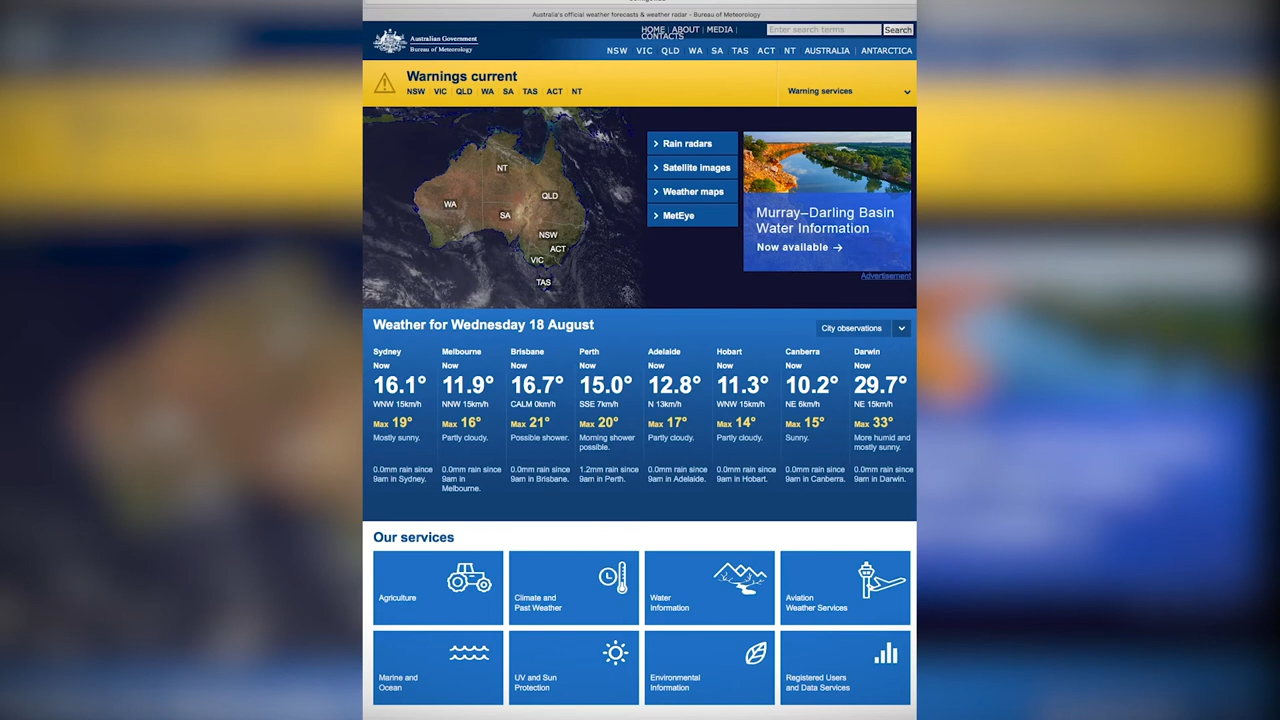 Australia's official weather forecasts & weather radar - Bureau of Meteorology
HOME | ABOUT | MEDIA |
CONTACTS
Enter search terms
Search
Australian Government
Bureau of Meteorology
NSW VIC QLD WA SA TAS ACT NT AUSTRALIA | ANTARCTICA
Warnings current
NSW VIC QLD WA SA TAS ACT NT
Warning services
NT
WA
QLD
SA
NSW
ACT
VIC
TAS
Rain radars
Satellite images
Weather maps
MetEye
Murray–Darling Basin
Water Information
Now available →
Advertisement
Weather for Wednesday 18 August
City observations
Sydney
Now
16.1°
WNW 15km/h
Max 19°
Mostly sunny.
0.0mm rain since
9am in Sydney.
Melbourne
Now
11.9°
NNW 15km/h
Max 16°
Partly cloudy.
0.0mm rain since
9am in
Melbourne.
Brisbane
Now
16.7°
CALM 0km/h
Max 21°
Possible shower.
0.0mm rain since
9am in Brisbane.
Perth
Now
15.0°
SSE 7km/h
Max 20°
Morning shower
possible.
1.2mm rain since
9am in Perth.
Adelaide
Now
12.8°
N 13km/h
Max 17°
Partly cloudy.
0.0mm rain since
9am in Adelaide.
Hobart
Now
11.3°
WNW 15km/h
Max 14°
Partly cloudy.
0.0mm rain since
9am in Hobart.
Canberra
Now
10.2°
NE 6km/h
Max 15°
Sunny.
0.0mm rain since
9am in Canberra.
Darwin
Now
29.7°
NE 15km/h
Max 33°
More humid and
mostly sunny.
0.0mm rain since
9am in Darwin.
Our services
Agriculture
Climate and
Past Weather
Water
Information
Aviation
Weather Services
Marine and
Ocean
UV and Sun
Protection
Environmental
Information
Registered Users
and Data Services